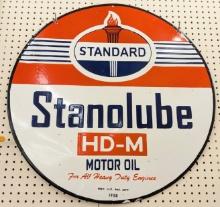 STANDARD
Stanolube
HD-M
MOTOR OIL
For All Heavy Duty Engines